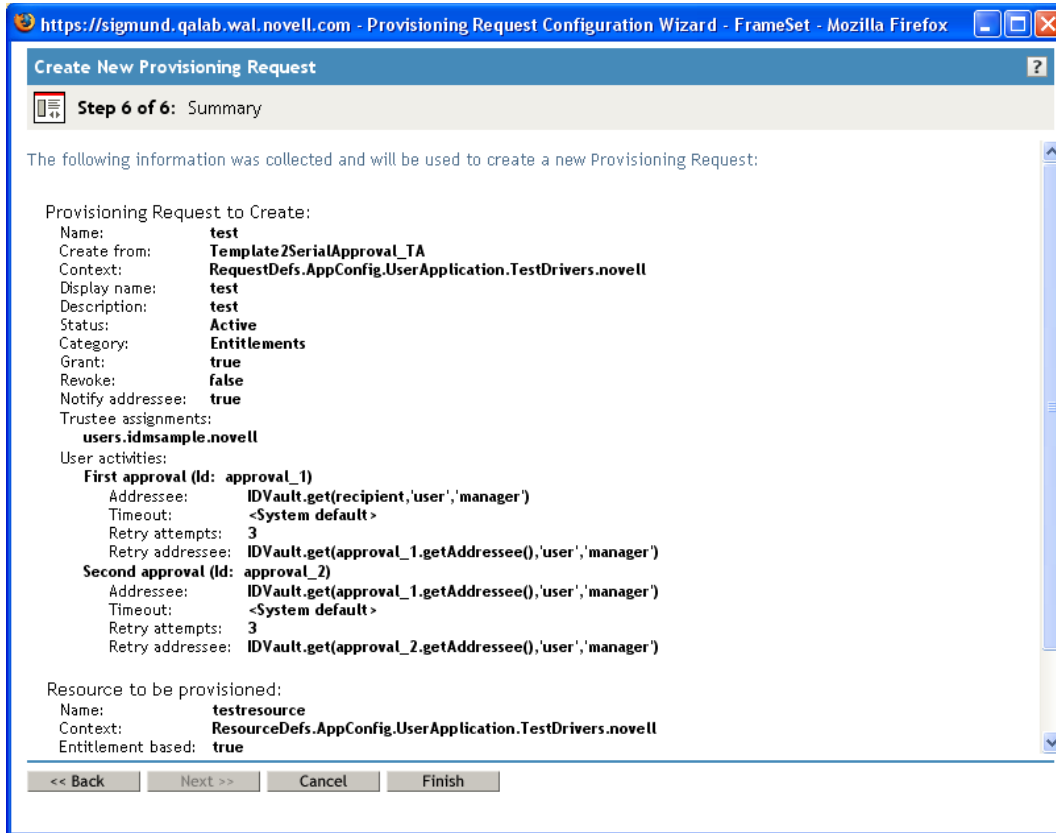 https://sigmund.qalab.wal.novell.com - Provisioning Request Configuration Wizard - FrameSet - Mozilla Firefox
Create New Provisioning Request ?
Step 6 of 6: Summary
The following information was collected and will be used to create a new Provisioning Request:
Provisioning Request to Create:
Name: test
Create from: Template2SerialApproval_TA
Context: RequestDefs.AppConfig.UserApplication.TestDrivers.novell
Display name: test
Description: test
Status: Active
Category: Entitlements
Grant: true
Revoke: false
Notify addressee: true
Trustee assignments:
users.idmsample.novell
User activities:
First approval (Id: approval_1)
Addressee: IDVault.get(recipient,'user','manager')
Timeout: <System default>
Retry attempts: 3
Retry addressee: IDVault.get(approval_1.getAddressee(),'user','manager')
Second approval (Id: approval_2)
Addressee: IDVault.get(approval_1.getAddressee(),'user','manager')
Timeout: <System default>
Retry attempts: 3
Retry addressee: IDVault.get(approval_2.getAddressee(),'user','manager')
Resource to be provisioned:
Name: testresource
Context: ResourceDefs.AppConfig.UserApplication.TestDrivers.novell
Entitlement based: true
<< Back Next >> Cancel Finish